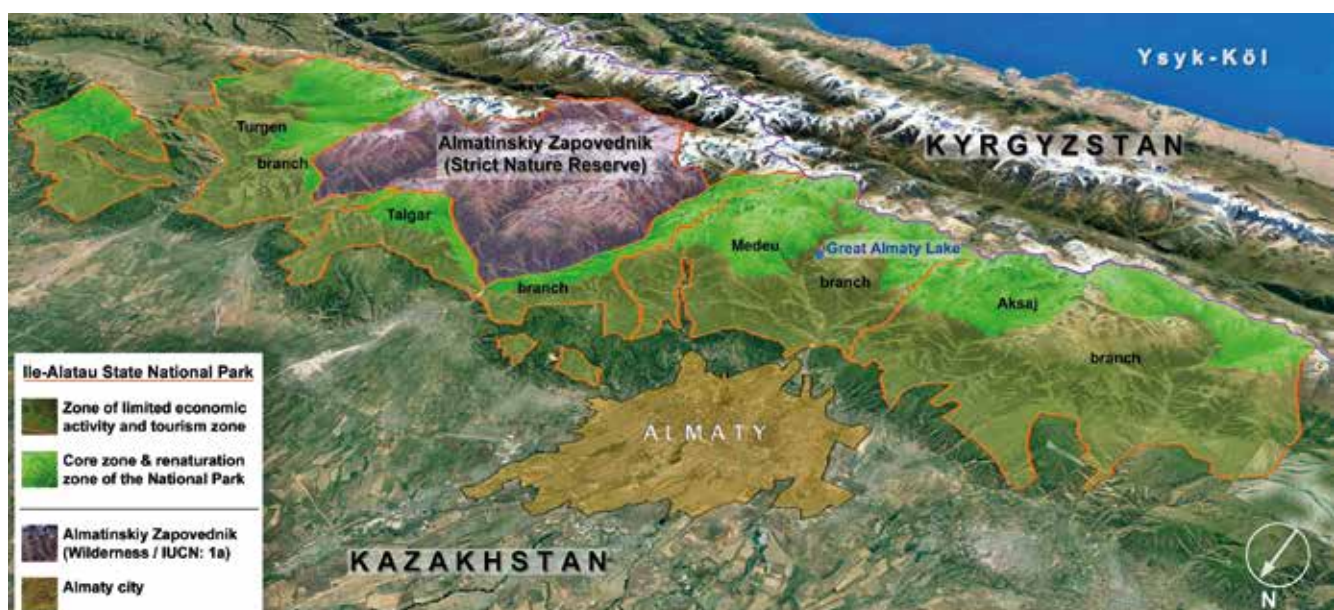 Ysyk-Köl
KYRGYZSTAN
Turgen
branch
Almatinskiy Zapovednik
(Strict Nature Reserve)
Talgar
branch
Medeu
Great Almaty Lake
branch
Aksaj
branch
ALMATY
KAZAKHSTAN
Ile-Alatau State National Park
Zone of limited economic
activity and tourism zone
Core zone & renaturation
zone of the National Park
Almatinskiy Zapovednik
(Wilderness / IUCN: 1a)
Almaty city
N